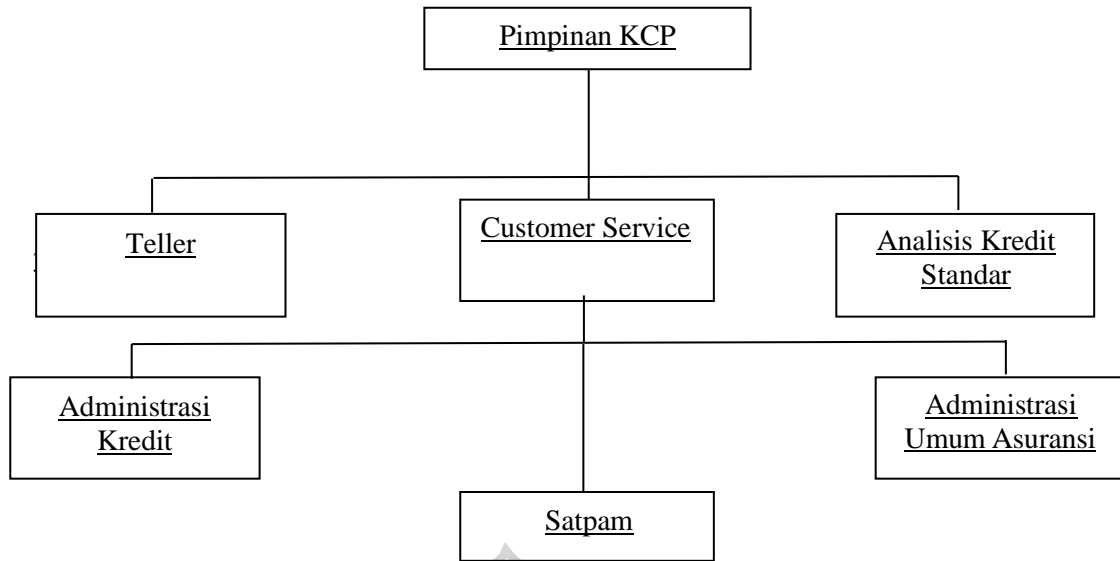 Pimpinan KCP
Teller
Customer Service
Analisis Kredit
Standar
Administrasi
Kredit
Administrasi
Umum Asuransi
Satpam